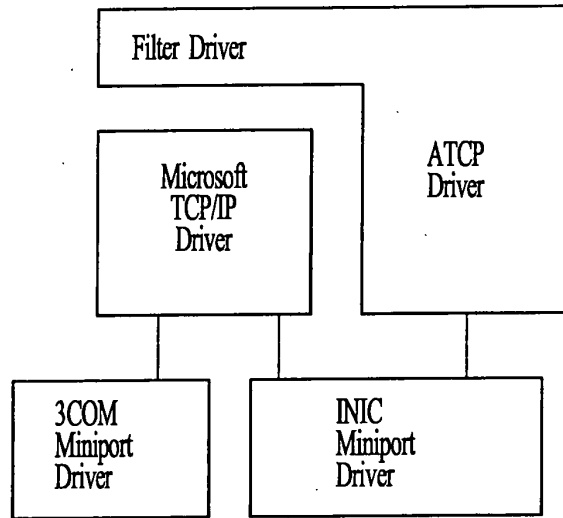 Filter Driver
ATCP
Driver
Microsoft
TCP/IP
Driver
3COM
Miniport
Driver
INIC
Miniport
Driver